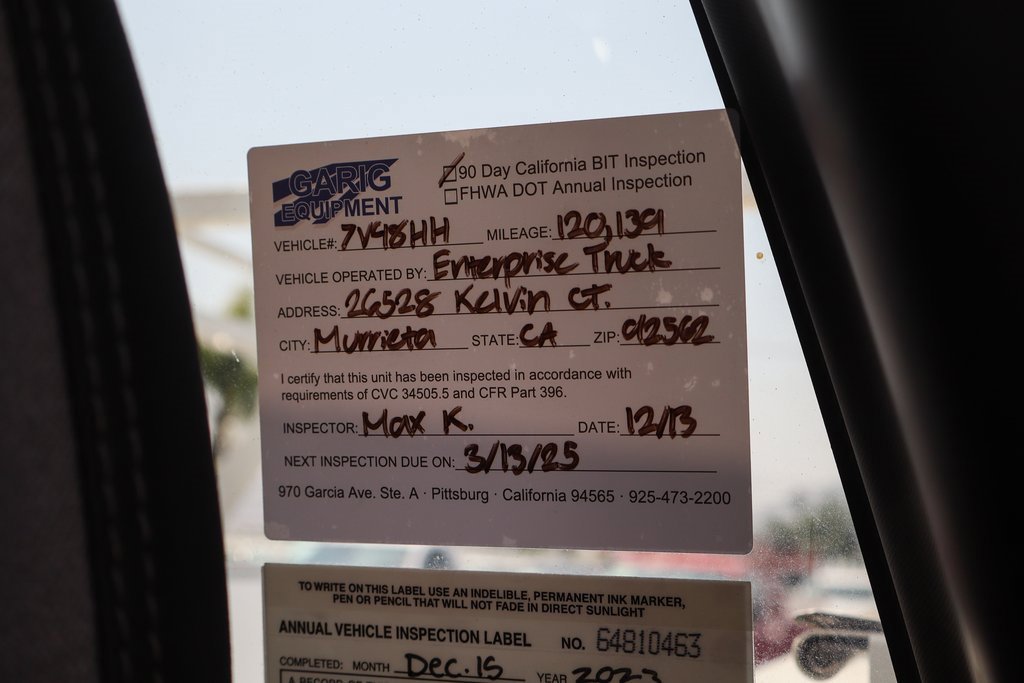 GARIG
EQUIPMENT
90 Day California BIT Inspection
FHWA DOT Annual Inspection
VEHICLE#: 7V98HH MILEAGE: 120,139
VEHICLE OPERATED BY: Enterprise Truck
ADDRESS: 26528 Kelvin Ct.
CITY: Murrieta STATE: CA ZIP: 92562
I certify that this unit has been inspected in accordance with
requirements of CVC 34505.5 and CFR Part 396.
INSPECTOR: Max K. DATE: 12/13
NEXT INSPECTION DUE ON: 3/13/25
970 Garcia Ave. Ste. A · Pittsburg · California 94565 · 925-473-2200
TO WRITE ON THIS LABEL USE AN INDELIBLE, PERMANENT INK MARKER,
PEN OR PENCIL THAT WILL NOT FADE IN DIRECT SUNLIGHT
ANNUAL VEHICLE INSPECTION LABEL NO. 64810463
COMPLETED: MONTH Dec. 15 YEAR 2023